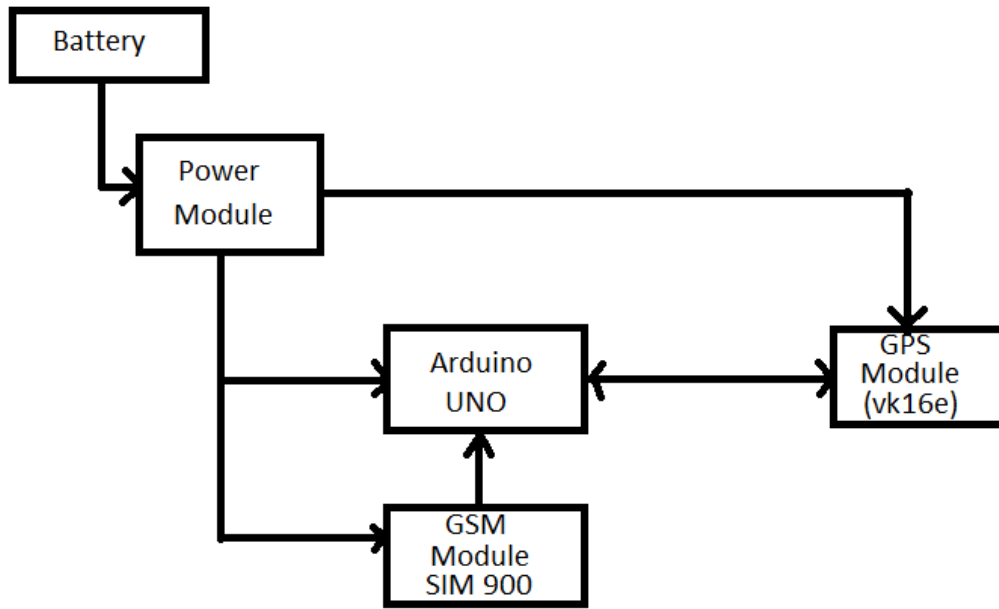 Battery
Power
Module
Arduino
UNO
GPS
Module
(vk16e)
GSM
Module
SIM 900